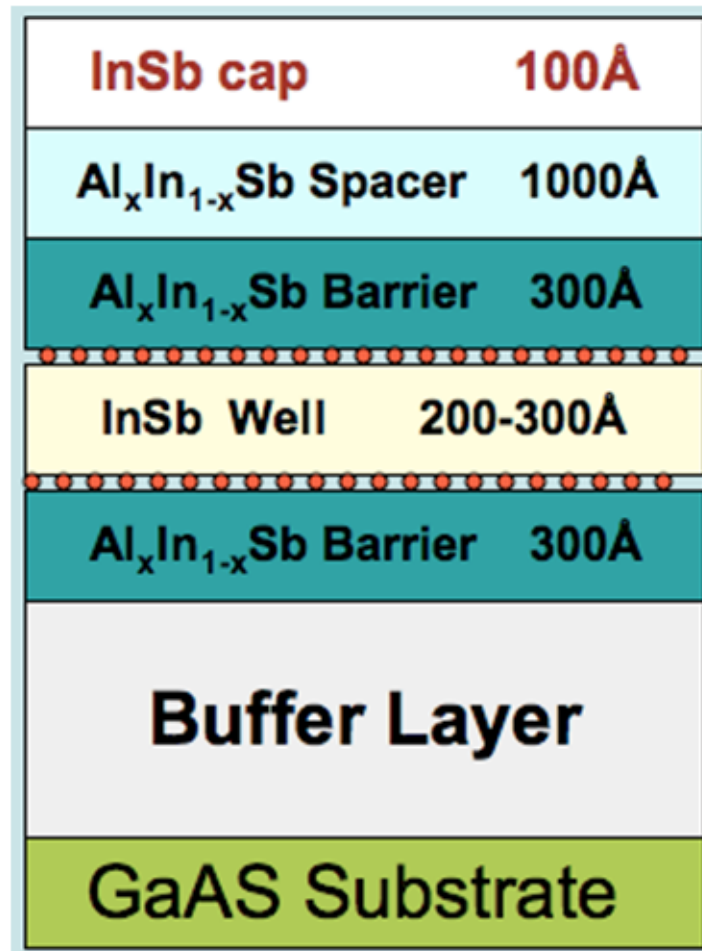 InSb cap 100Å
AlₓIn₁₋ₓSb Spacer 1000Å
AlₓIn₁₋ₓSb Barrier 300Å
InSb Well 200-300Å
AlₓIn₁₋ₓSb Barrier 300Å
Buffer Layer
GaAS Substrate